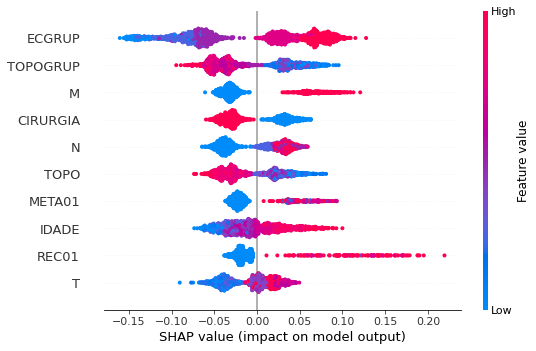 High
ECGRUP
TOPOGRUP
M
CIRURGIA
N
TOPO
META01
IDADE
REC01
T
Feature value
Low
−0.15 −0.10 −0.05 0.00 0.05 0.10 0.15 0.20
SHAP value (impact on model output)